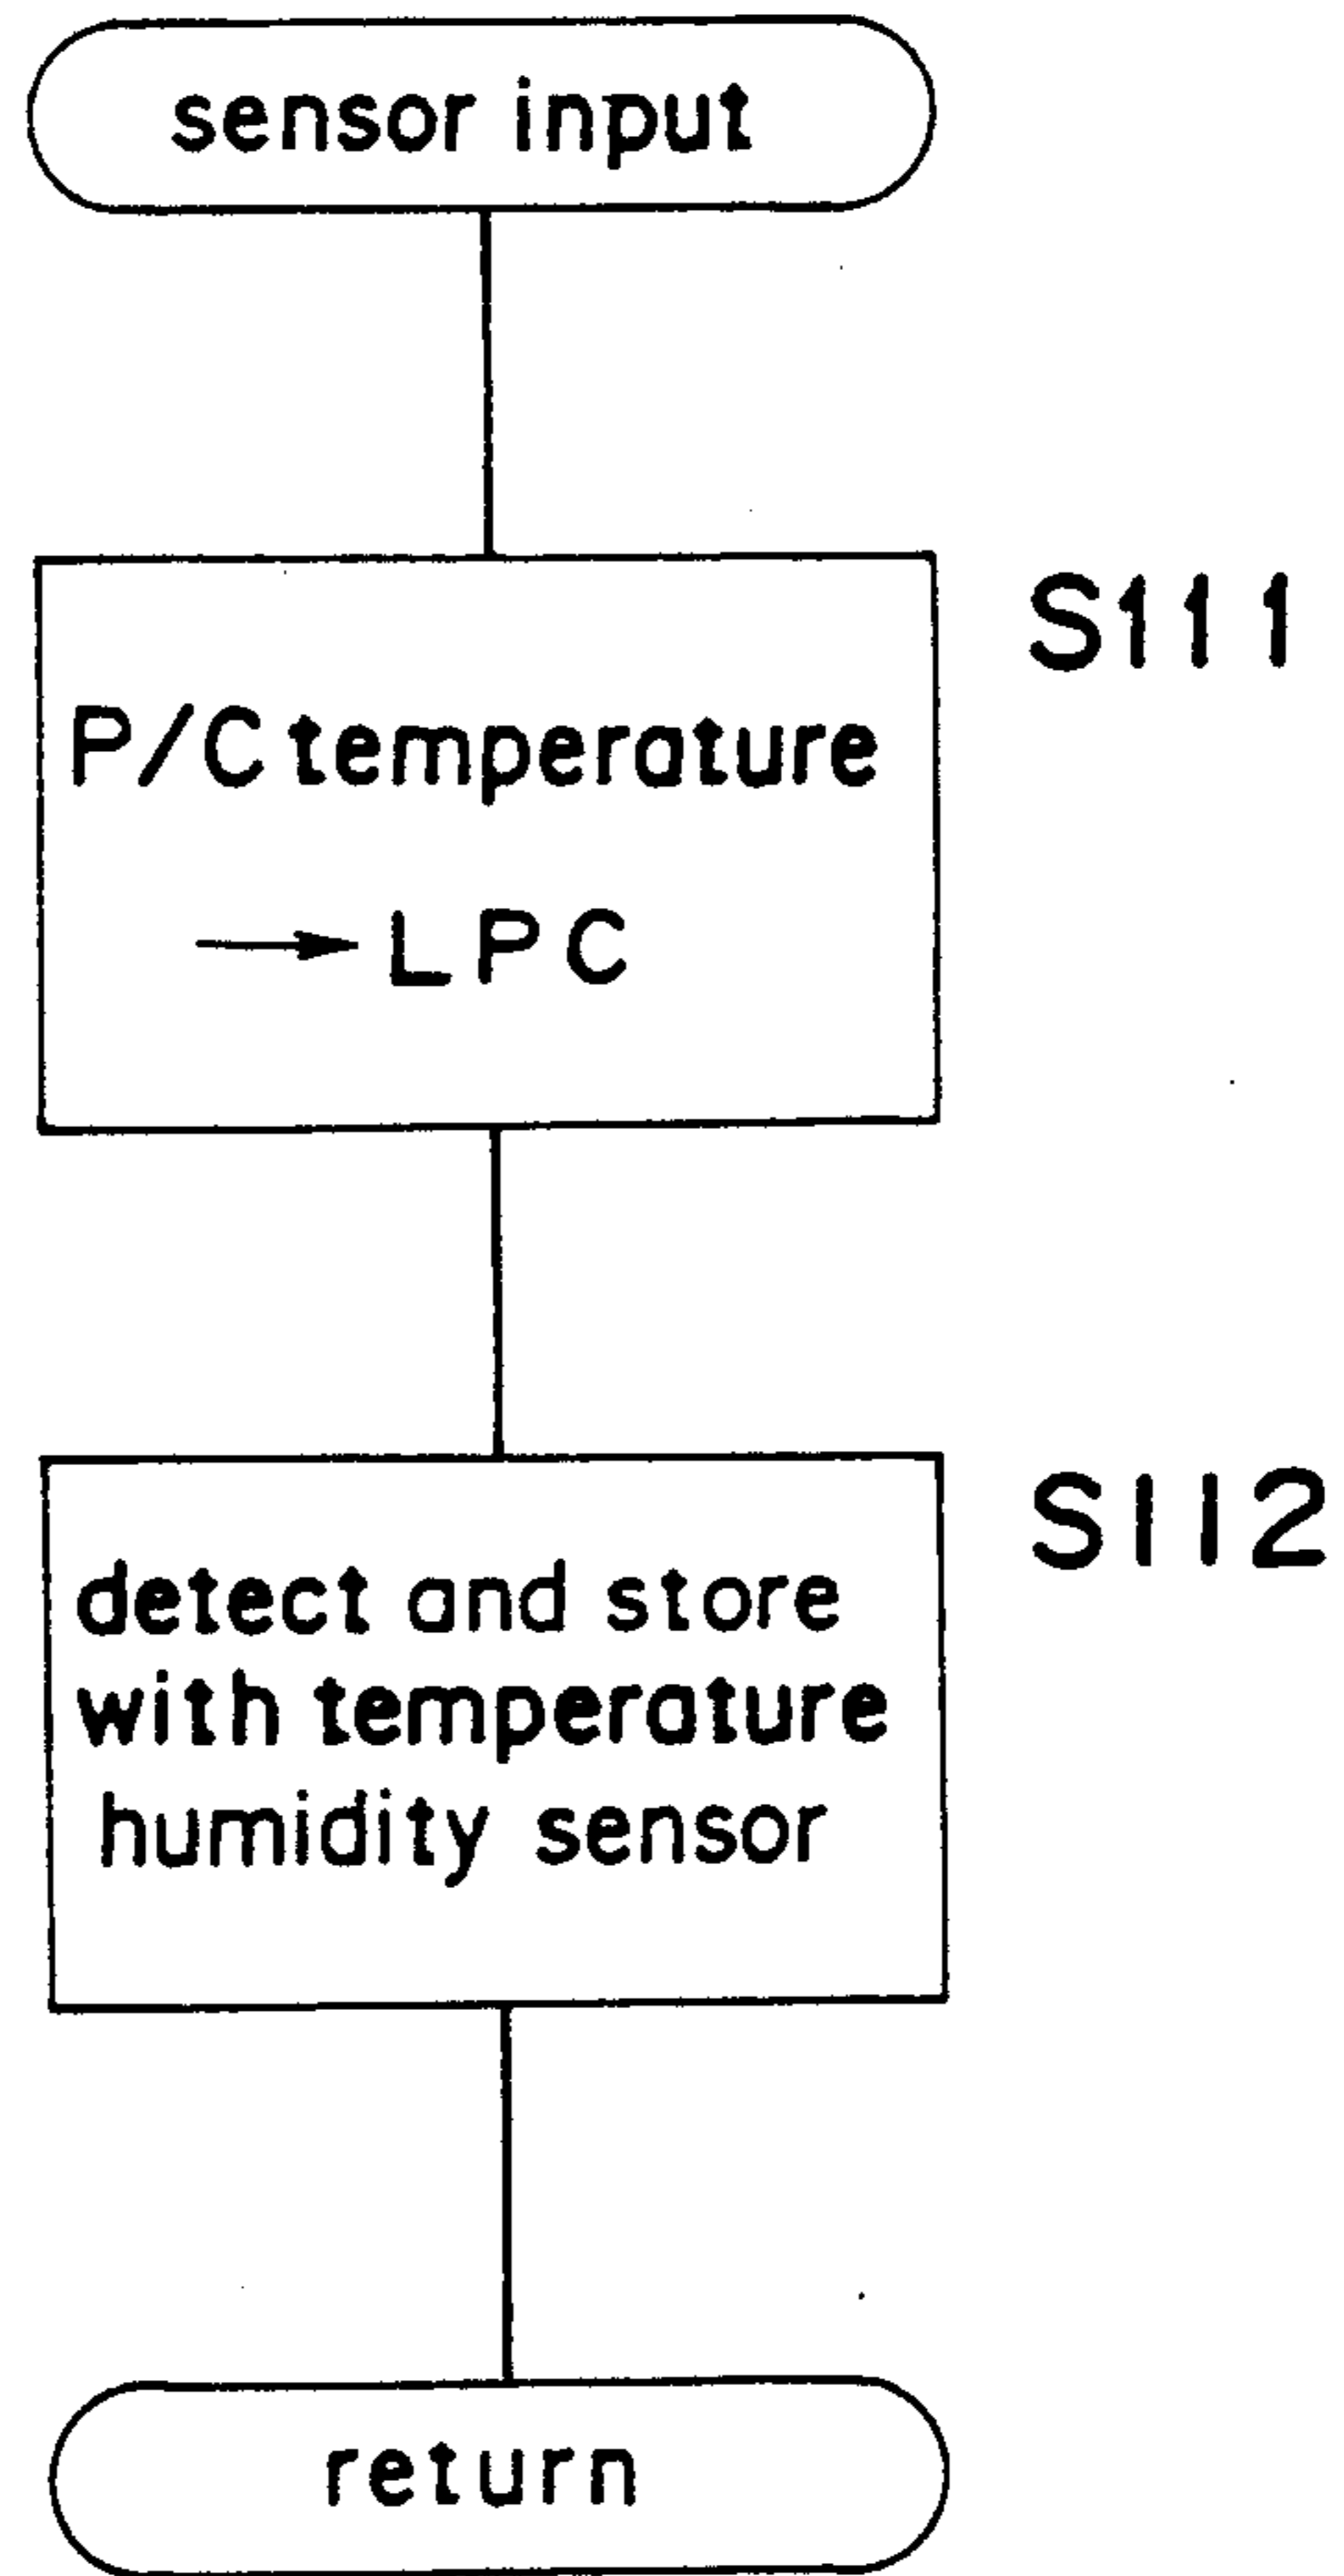 sensor input
S111
P/C temperature
→ LPC
S112
detect and store
with temperature
humidity sensor
return